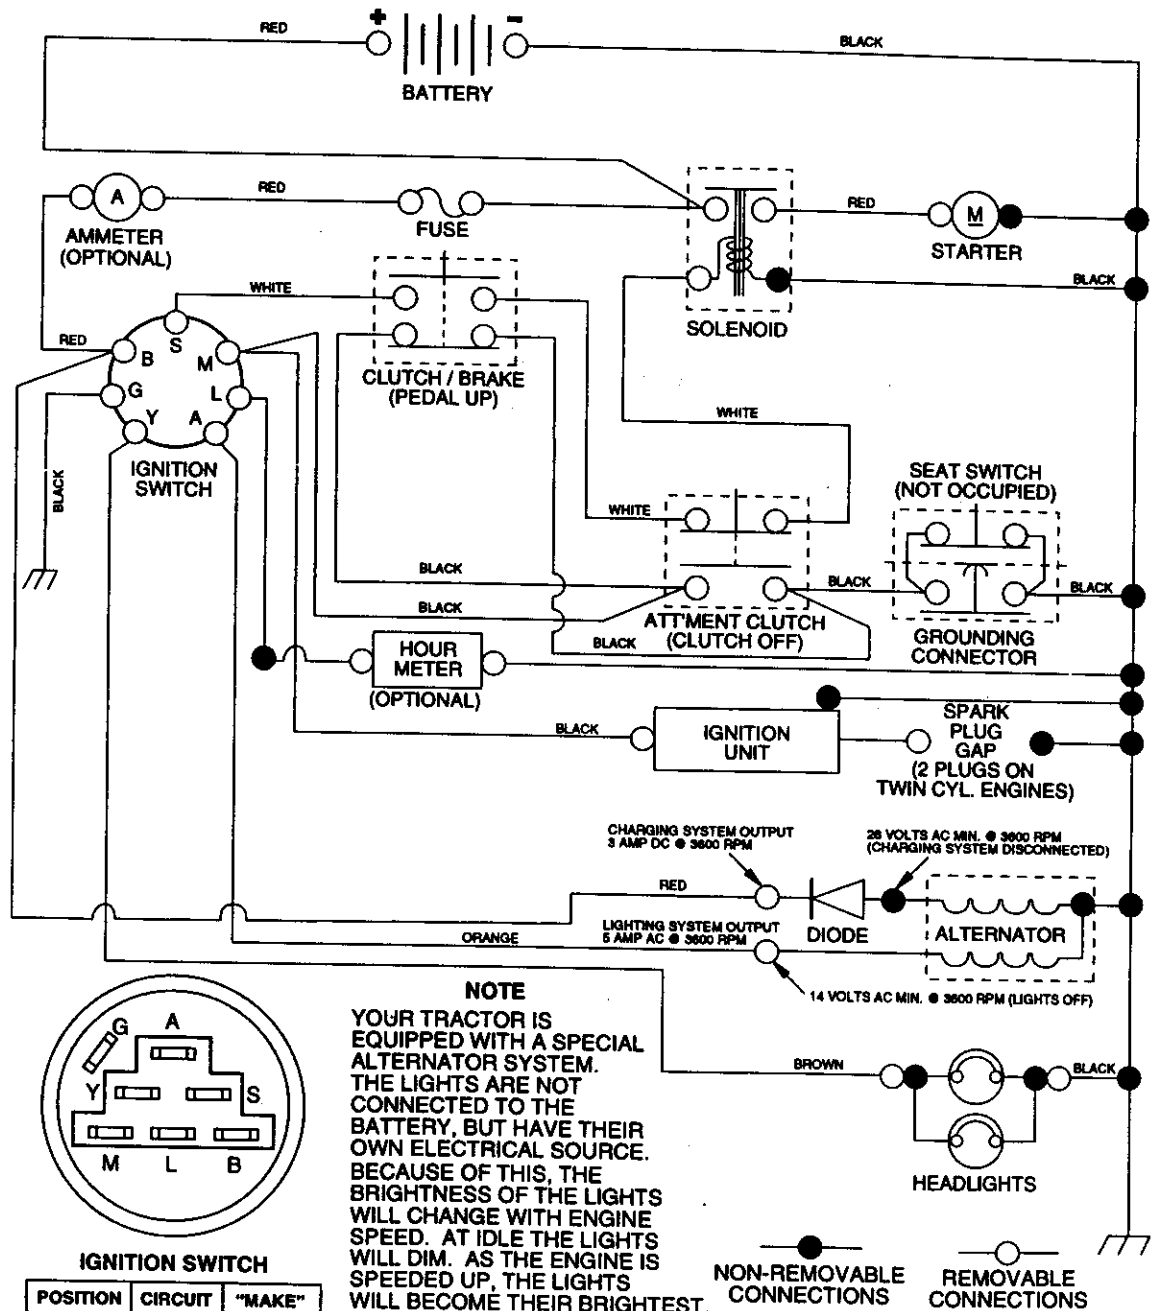 + -
RED
BLACK
BATTERY
A
RED
RED
M
FUSE
AMMETER
(OPTIONAL)
STARTER
BLACK
WHITE
SOLENOID
RED
S
B
M
G
L
Y
A
CLUTCH / BRAKE
(PEDAL UP)
WHITE
IGNITION
SWITCH
BLACK
SEAT SWITCH
(NOT OCCUPIED)
WHITE
BLACK
BLACK
BLACK
BLACK
ATT'MENT CLUTCH
(CLUTCH OFF)
BLACK
GROUNDING
CONNECTOR
HOUR
METER
(OPTIONAL)
BLACK
IGNITION
UNIT
SPARK
PLUG
GAP
(2 PLUGS ON
TWIN CYL. ENGINES)
CHARGING SYSTEM OUTPUT
3 AMP DC @ 3600 RPM
28 VOLTS AC MIN. @ 3600 RPM
(CHARGING SYSTEM DISCONNECTED)
RED
DIODE
ALTERNATOR
ORANGE
LIGHTING SYSTEM OUTPUT
5 AMP AC @ 3600 RPM
14 VOLTS AC MIN. @ 3600 RPM (LIGHTS OFF)
BROWN
BLACK
HEADLIGHTS
G
A
Y
S
M L B
IGNITION SWITCH
POSITION CIRCUIT "MAKE"
NOTE
YOUR TRACTOR IS
EQUIPPED WITH A SPECIAL
ALTERNATOR SYSTEM.
THE LIGHTS ARE NOT
CONNECTED TO THE
BATTERY, BUT HAVE THEIR
OWN ELECTRICAL SOURCE.
BECAUSE OF THIS, THE
BRIGHTNESS OF THE LIGHTS
WILL CHANGE WITH ENGINE
SPEED. AT IDLE THE LIGHTS
WILL DIM. AS THE ENGINE IS
SPEEDED UP, THE LIGHTS
WILL BECOME THEIR BRIGHTEST.
NON-REMOVABLE
CONNECTIONS
REMOVABLE
CONNECTIONS